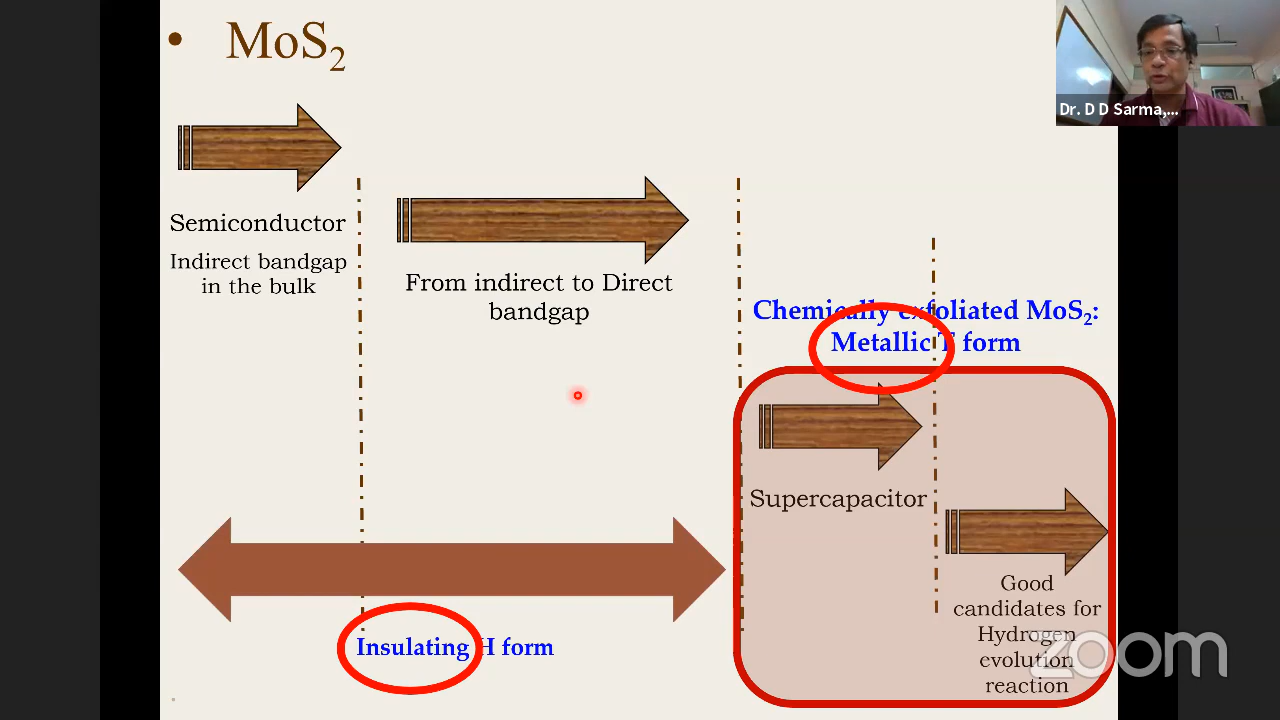 • MoS2
Dr. D D Sarma,...
Semiconductor
Indirect bandgap
in the bulk
From indirect to Direct
bandgap
Chemically exfoliated MoS2:
Metallic T form
Supercapacitor
Good
candidates for
Hydrogen
evolution
reaction
Insulating H form
zoom